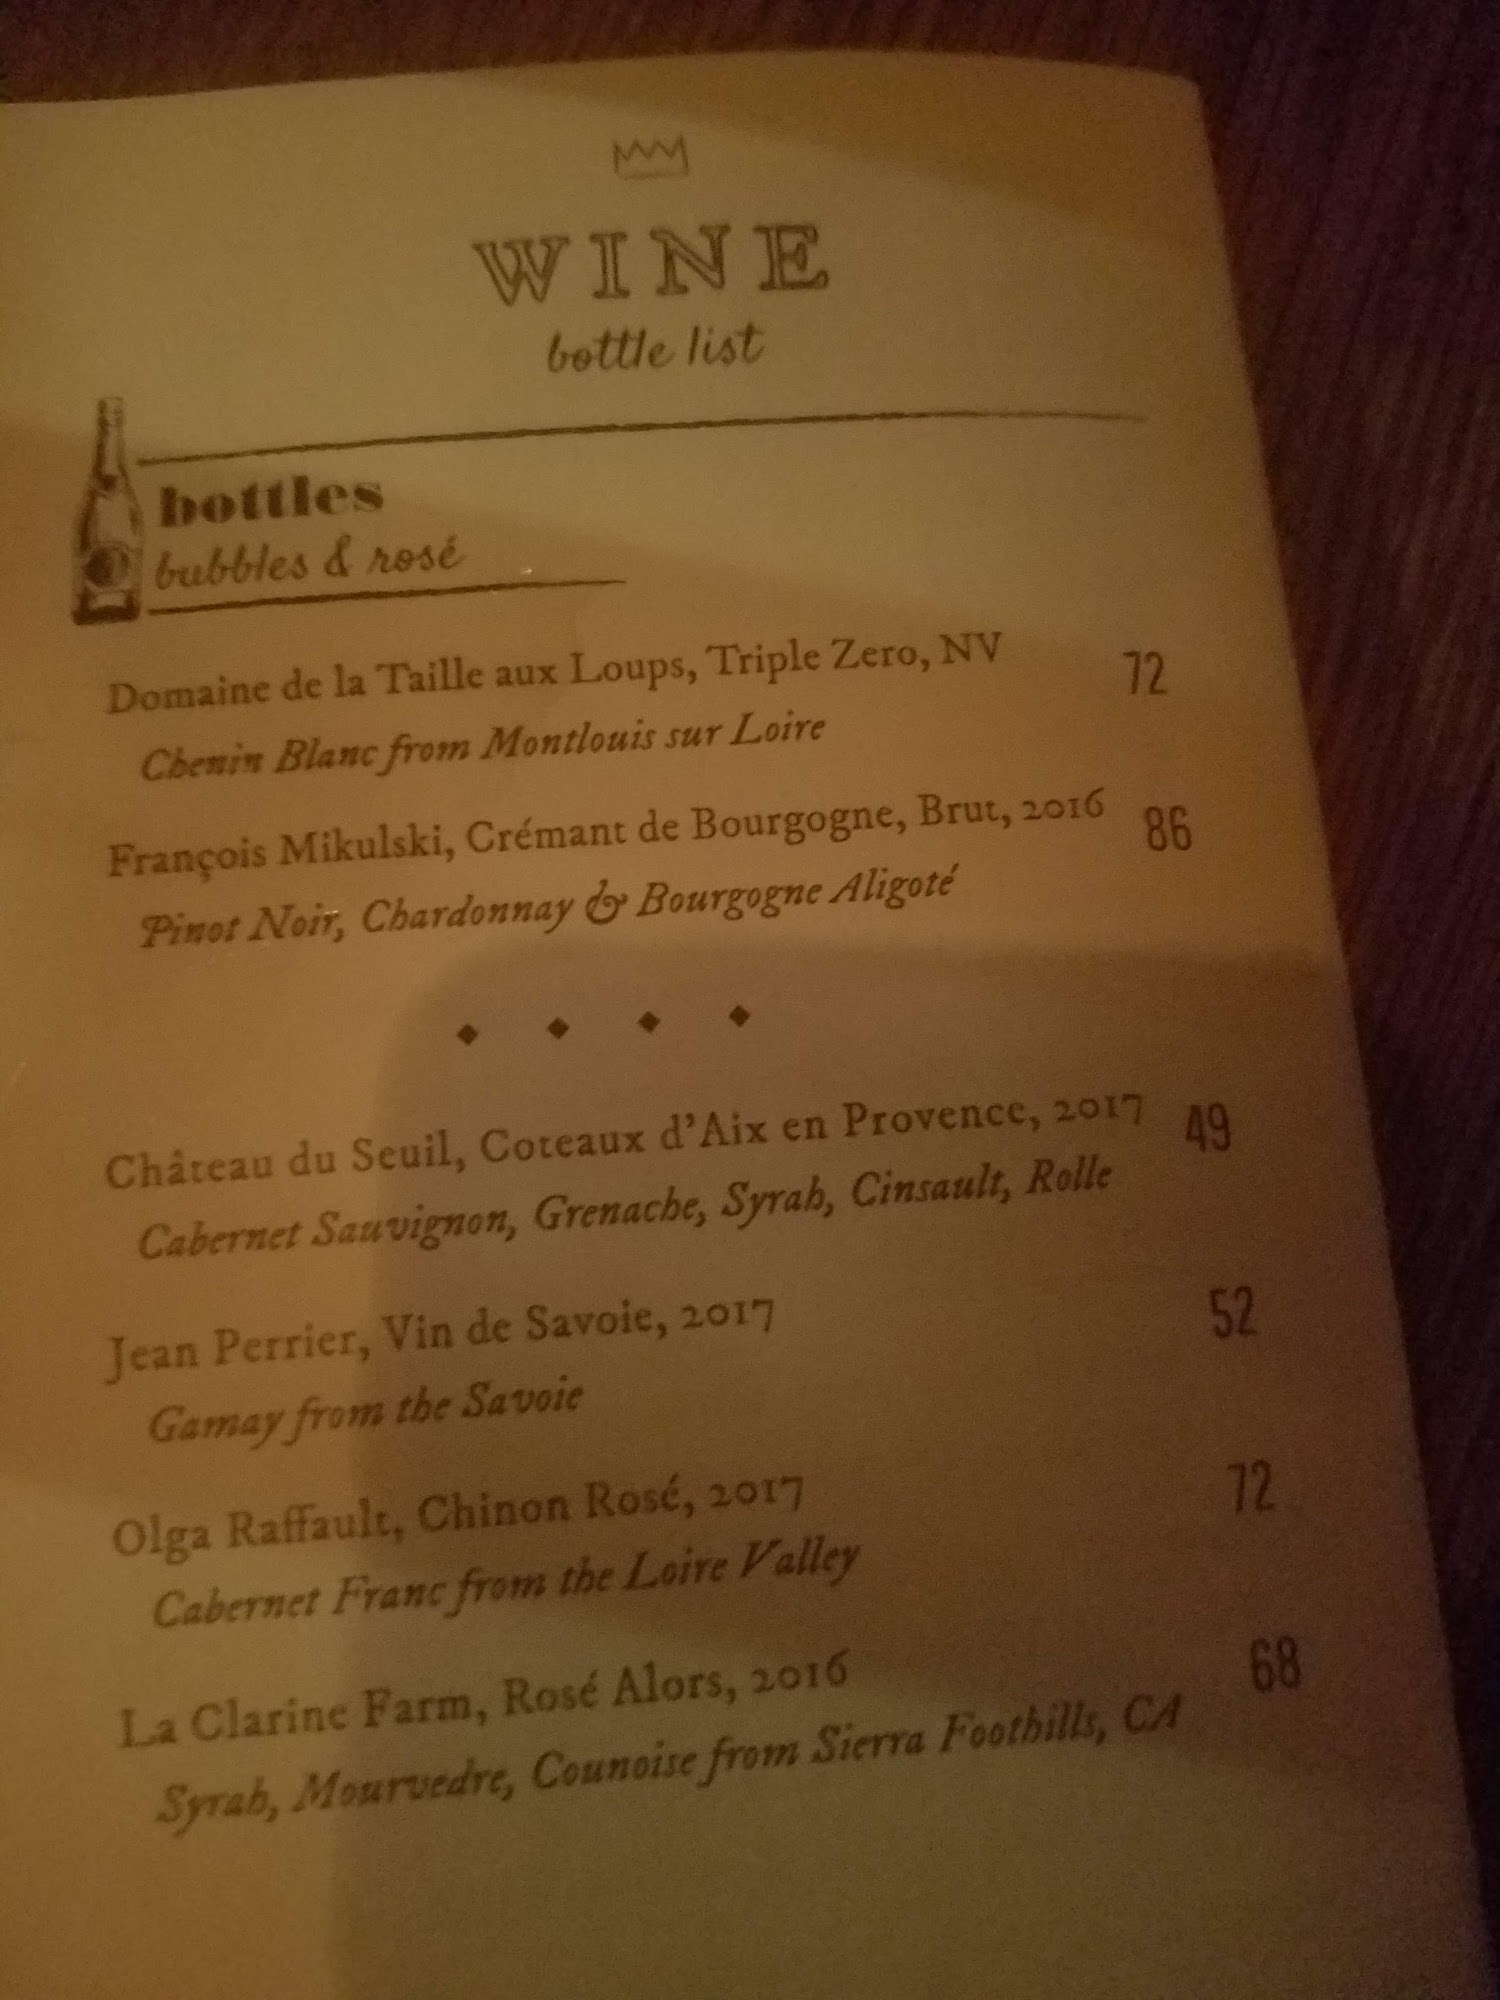 WINE
bottle list
bottles
bubbles & rosé
Domaine de la Taille aux Loups, Triple Zero, NV 72
Chenin Blanc from Montlouis sur Loire
François Mikulski, Crémant de Bourgogne, Brut, 2016 86
Pinot Noir, Chardonnay & Bourgogne Aligoté
Château du Seuil, Coteaux d'Aix en Provence, 2017 49
Cabernet Sauvignon, Grenache, Syrah, Cinsault, Rolle
Jean Perrier, Vin de Savoie, 2017 52
Gamay from the Savoie
Olga Raffault, Chinon Rosé, 2017 72
Cabernet Franc from the Loire Valley
La Clarine Farm, Rosé Alors, 2016 68
Syrah, Mourvedre, Counoise from Sierra Foothills, CA